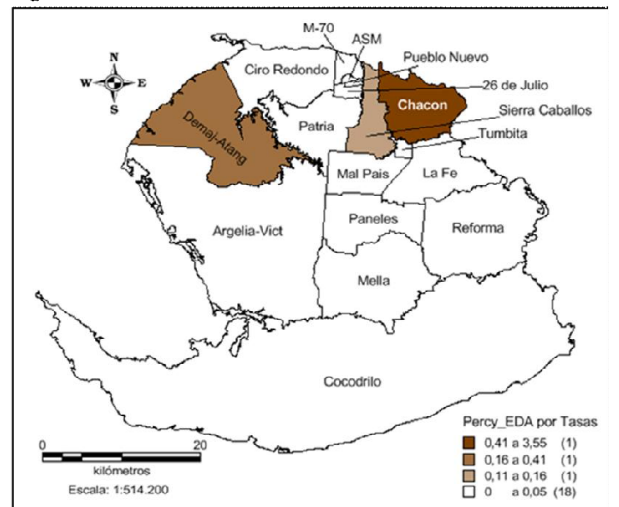 M-70
ASM
N
W E
S
Ciro Redondo
Pueblo Nuevo
26 de Julio
Chacon
Sierra Caballos
Demaj-Atang
Patria
Tumbita
Mal Pais
La Fe
Argelia-Vict
Paneles
Reforma
Mella
Cocodrilo
Percy_EDA por Tasas
0,41 a 3,55 (1)
0,16 a 0,41 (1)
0,11 a 0,16 (1)
0 a 0,05 (18)
0 20
kilómetros
Escala: 1:514.200